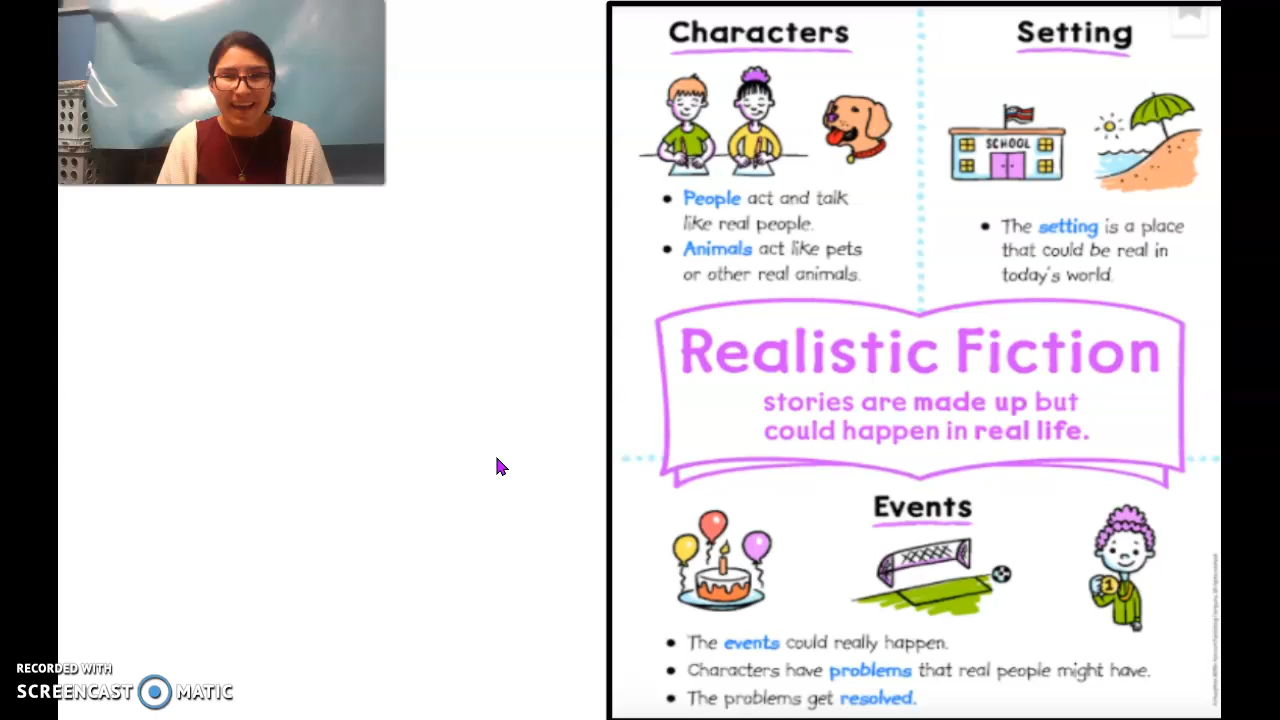 Characters
Setting
SCHOOL
People act and talk
like real people.
Animals act like pets
or other real animals.
The setting is a place
that could be real in
today's world.
Realistic Fiction
stories are made up but
could happen in real life.
Events
1
The events could really happen.
Characters have problems that real people might have.
The problems get resolved.
RECORDED WITH
SCREENCAST MATIC